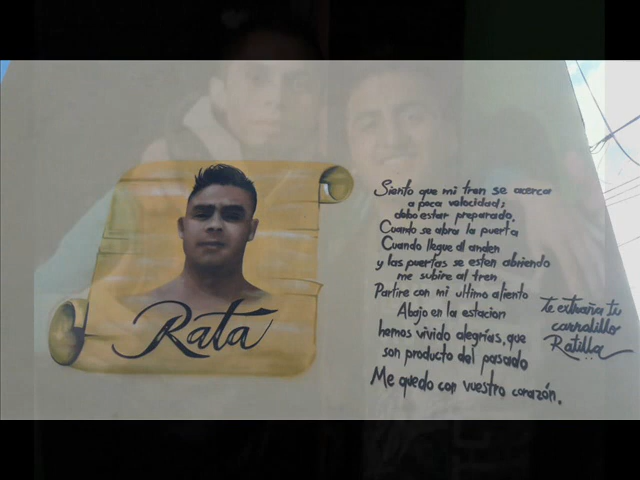 Rata
Siento que mi tren se acerca
a poca velocidad;
debo estar preparado,
Cuando se abra la puerta
Cuando llegue al anden
y las puertas se esten abriendo
me subire al tren
Partire con mi ultimo aliento
Abajo en la estacion
hemos vivido alegrías, que
son producto del pasado
Me quedo con vuestro corazón.
te extraña tu
carralillo
Ratilla